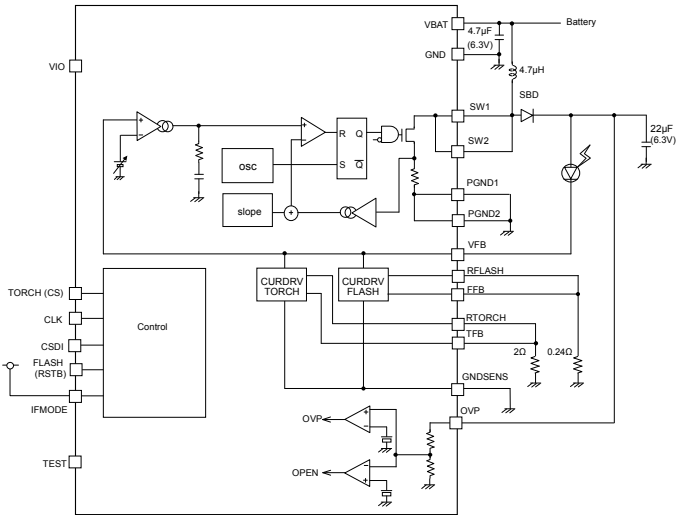 VBAT
Battery
4.7μF
(6.3V)
GND
VIO
4.7μH
SBD
SW1
22μF
(6.3V)
+
−
+
−
R Q
S Q̅
osc
SW2
slope
+
PGND1
PGND2
VFB
CURDRV
TORCH
CURDRV
FLASH
RFLASH
FFB
TORCH (CS)
CLK
Control
RTORCH
TFB
CSDI
2Ω
0.24Ω
FLASH
(RSTB)
IFMODE
GNDSENS
OVP
OVP
+
−
TEST
OPEN
−
+